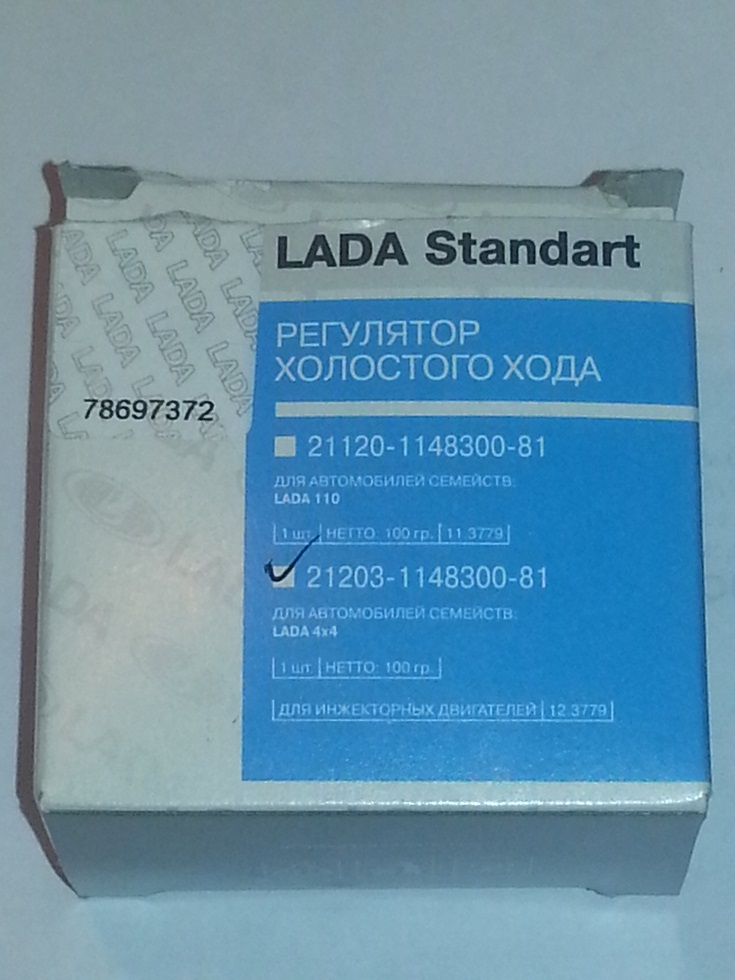 LADA Standart
РЕГУЛЯТОР
ХОЛОСТОГО ХОДА
78697372
21120-1148300-81
ДЛЯ АВТОМОБИЛЕЙ СЕМЕЙСТВ:
LADA 110
1 шт. НЕТТО: 100 гр. 11.3779
21203-1148300-81
ДЛЯ АВТОМОБИЛЕЙ СЕМЕЙСТВ:
LADA 4x4
1 шт. НЕТТО: 100 гр.
ДЛЯ ИНЖЕКТОРНЫХ ДВИГАТЕЛЕЙ 12.3779